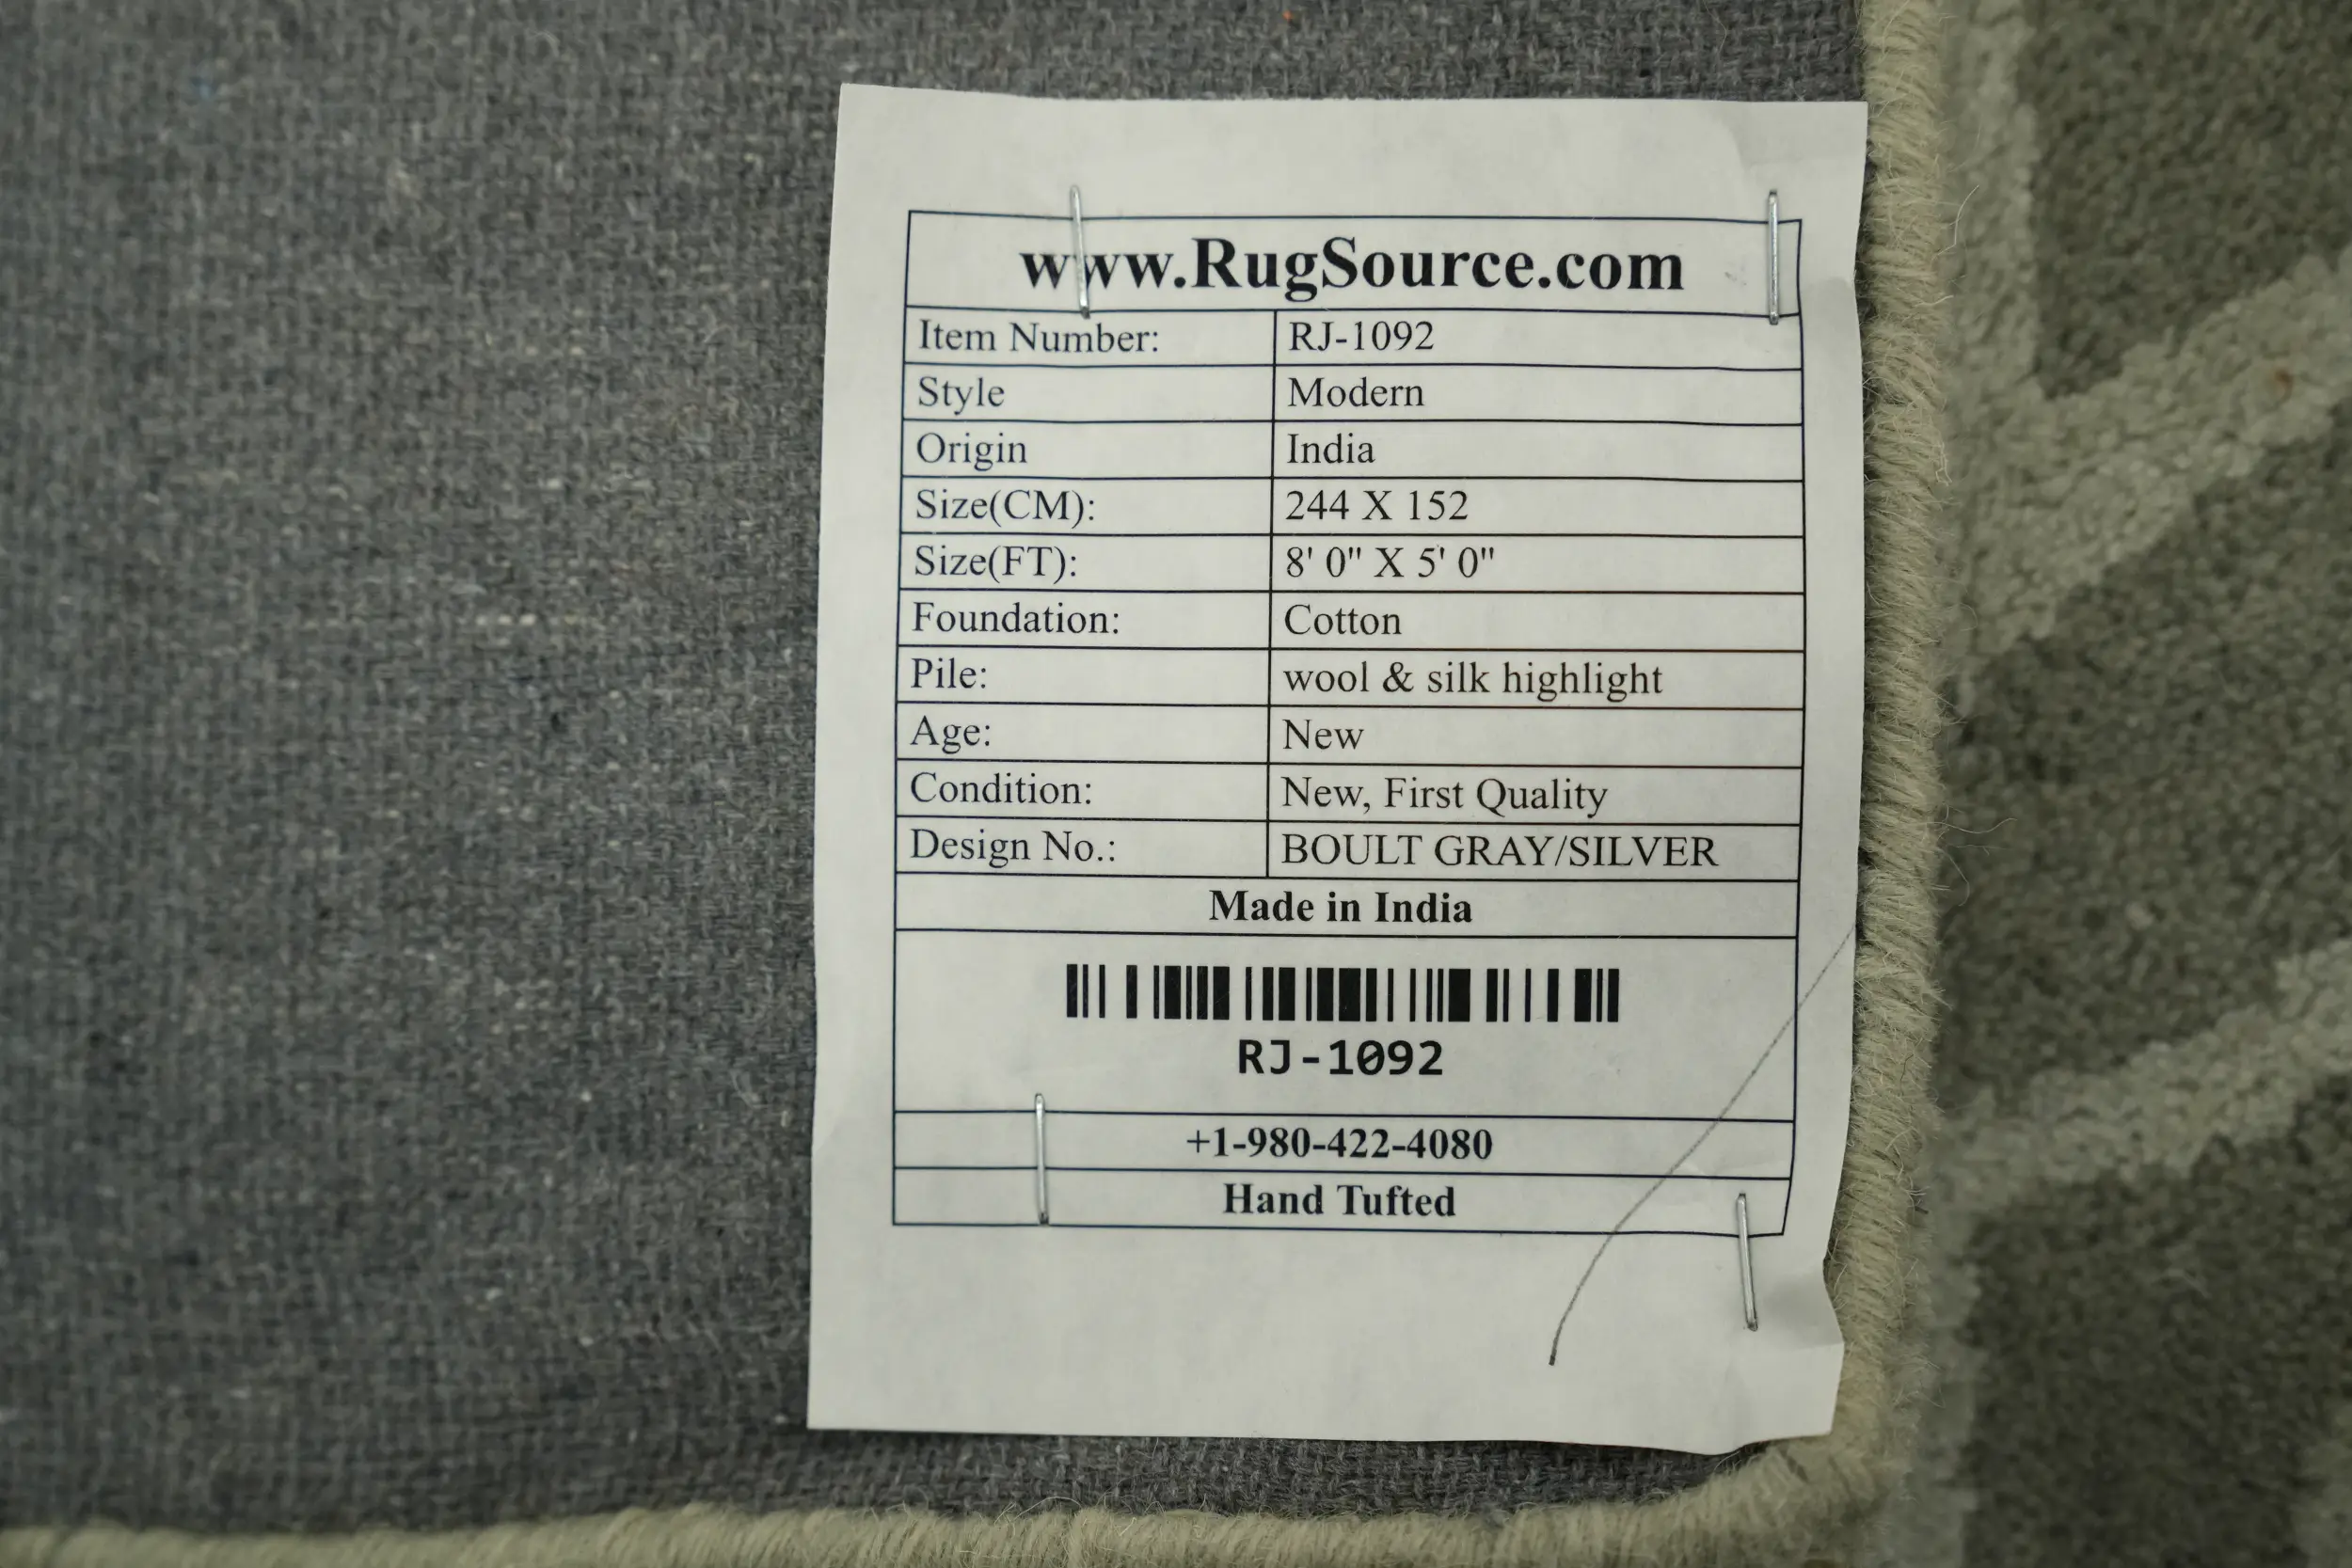 www.RugSource.com
Item Number: RJ-1092
Style Modern
Origin India
Size(CM): 244 X 152
Size(FT): 8' 0" X 5' 0"
Foundation: Cotton
Pile: wool & silk highlight
Age: New
Condition: New, First Quality
Design No.: BOULT GRAY/SILVER
Made in India
RJ-1092
+1-980-422-4080
Hand Tufted